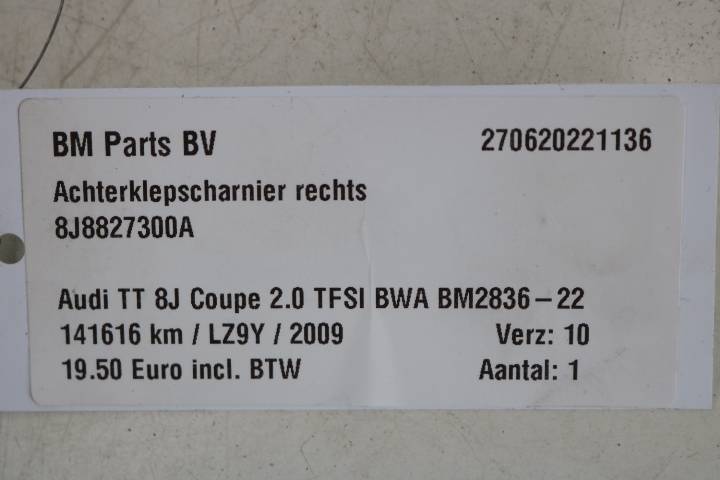 BM Parts BV 270620221136
Achterklepscharnier rechts
8J8827300A
Audi TT 8J Coupe 2.0 TFSI BWA BM2836-22
141616 km / LZ9Y / 2009 Verz: 10
19.50 Euro incl. BTW Aantal: 1